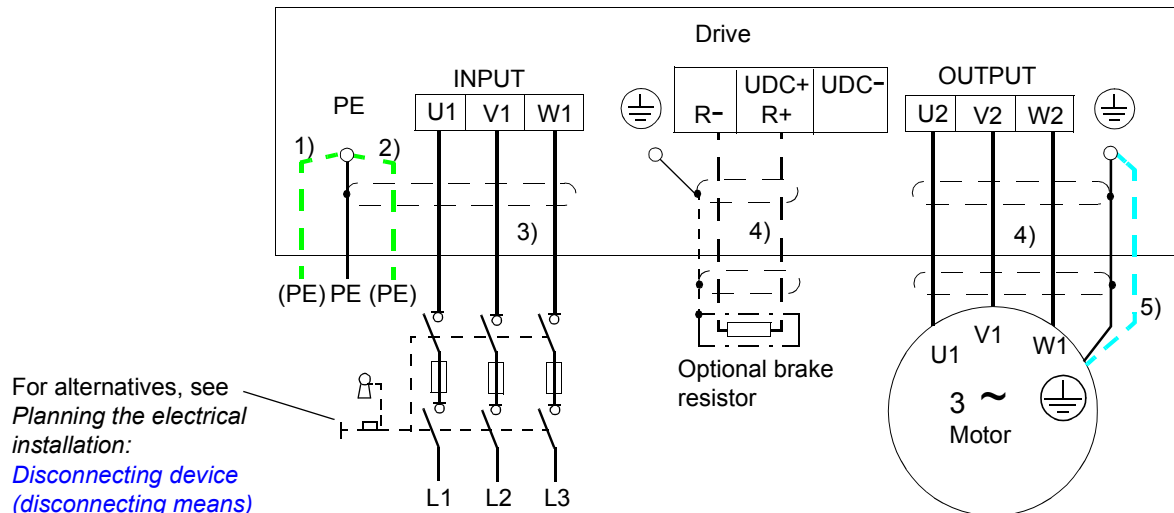 Drive
INPUT
OUTPUT
PE
U1 V1 W1
R- UDC+ R+ UDC-
U2 V2 W2
1)
2)
3)
4)
4)
5)
(PE) PE (PE)
U1
V1
W1
3 ~
Motor
Optional brake
resistor
For alternatives, see
Planning the electrical
installation:
Disconnecting device
(disconnecting means)
L1 L2 L3